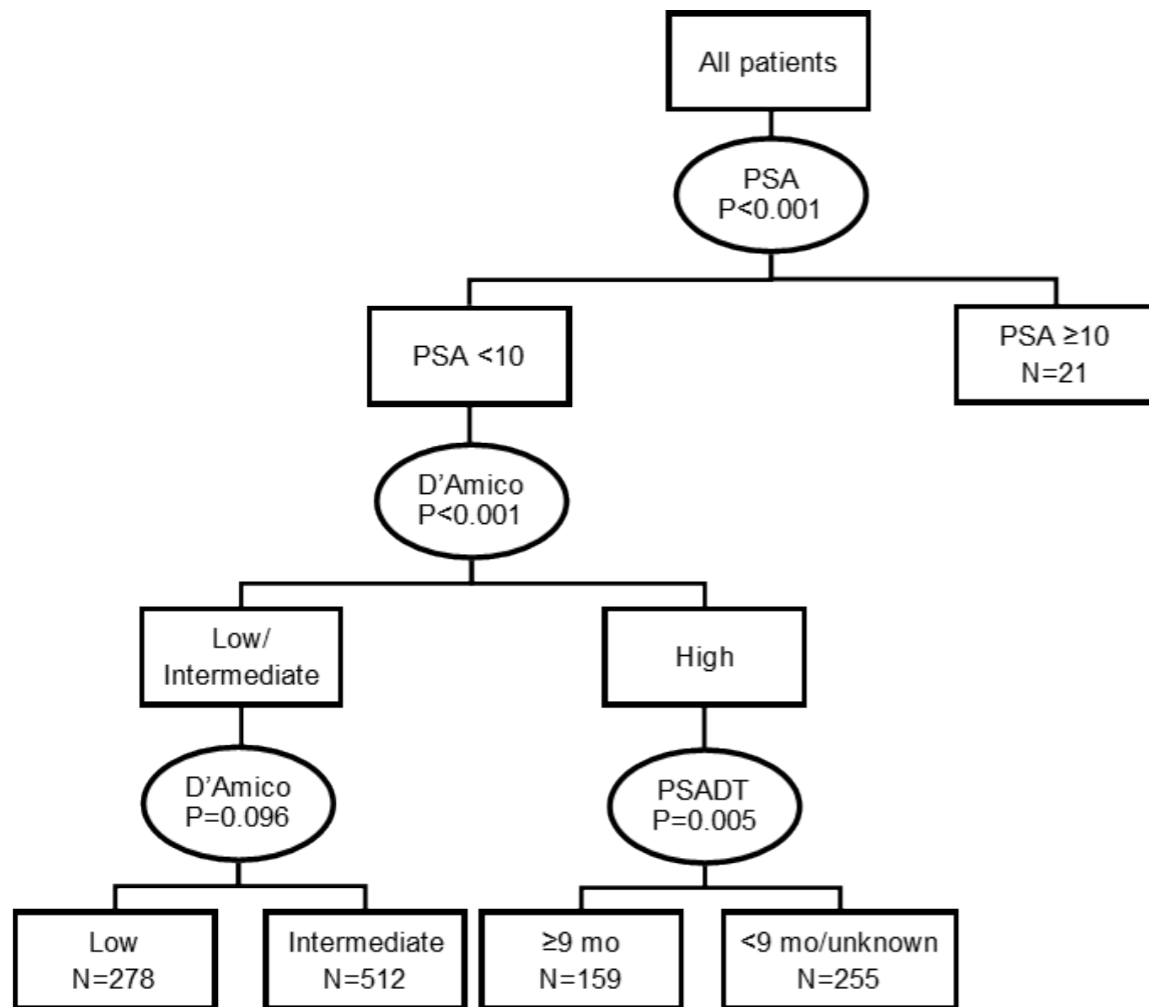 All patients
PSA
P<0.001
PSA <10
PSA ≥10
N=21
D’Amico
P<0.001
Low/
Intermediate
High
D’Amico
P=0.096
PSADT
P=0.005
Low
N=278
Intermediate
N=512
≥9 mo
N=159
<9 mo/unknown
N=255